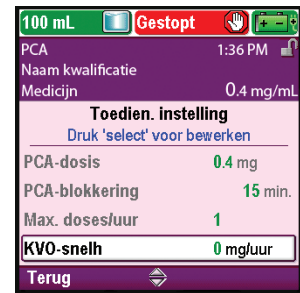 100 mL Gestopt
PCA 1:36 PM
Naam kwalificatie
Medicijn 0.4 mg/mL
Toedien. instelling
Druk 'select' voor bewerken
PCA-dosis 0.4 mg
PCA-blokkering 15 min.
Max. doses/uur 1
KVO-snelh 0 mg/uur
Terug